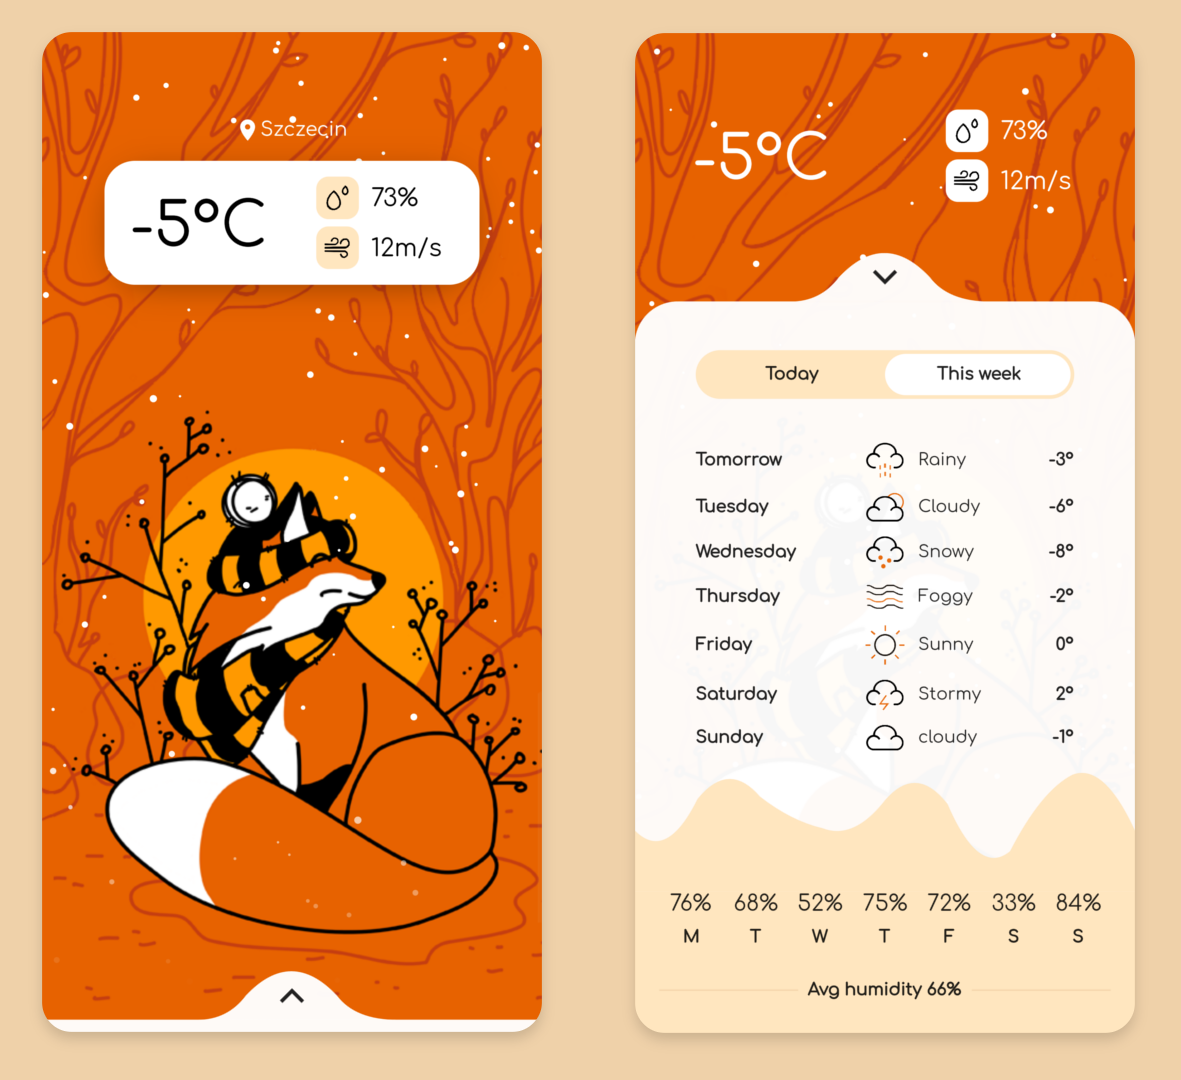 Szczecin
-5°C
73%
12m/s
-5°C
73%
12m/s
Today This week
Tomorrow Rainy -3°
Tuesday Cloudy -6°
Wednesday Snowy -8°
Thursday Foggy -2°
Friday Sunny 0°
Saturday Stormy 2°
Sunday cloudy -1°
76% 68% 52% 75% 72% 33% 84%
M T W T F S S
Avg humidity 66%